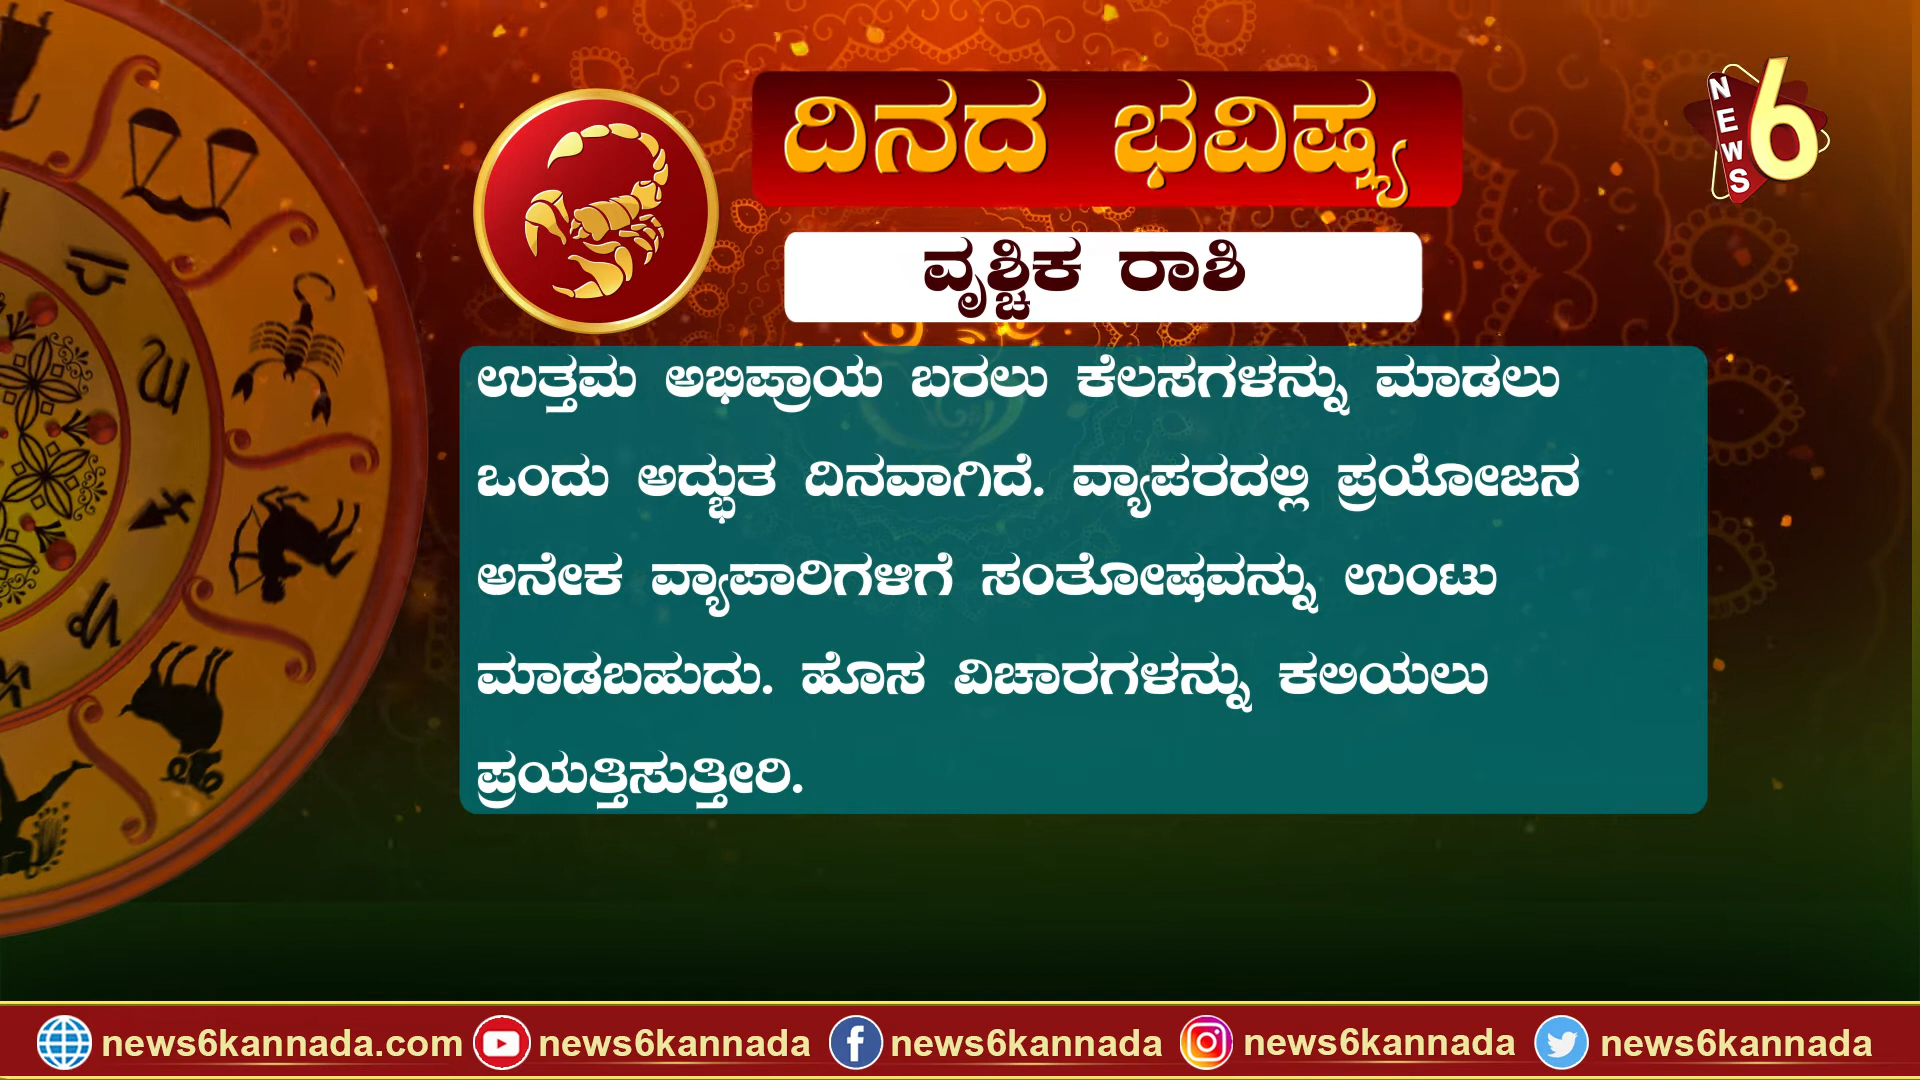 ದಿನದ ಭವಿಷ್ಯ
NEWS 6
ವೃಶ್ಚಿಕ ರಾಶಿ
ಉತ್ತಮ ಅಭಿಪ್ರಾಯ ಬರಲು ಕೆಲಸಗಳನ್ನು ಮಾಡಲು
ಒಂದು ಅದ್ಭುತ ದಿನವಾಗಿದೆ. ವ್ಯಾಪರದಲ್ಲಿ ಪ್ರಯೋಜನ
ಅನೇಕ ವ್ಯಾಪಾರಿಗಳಿಗೆ ಸಂತೋಷವನ್ನು ಉಂಟು
ಮಾಡಬಹುದು. ಹೊಸ ವಿಚಾರಗಳನ್ನು ಕಲಿಯಲು
ಪ್ರಯತ್ತಿಸುತ್ತೀರಿ.
news6kannada.com news6kannada news6kannada news6kannada news6kannada